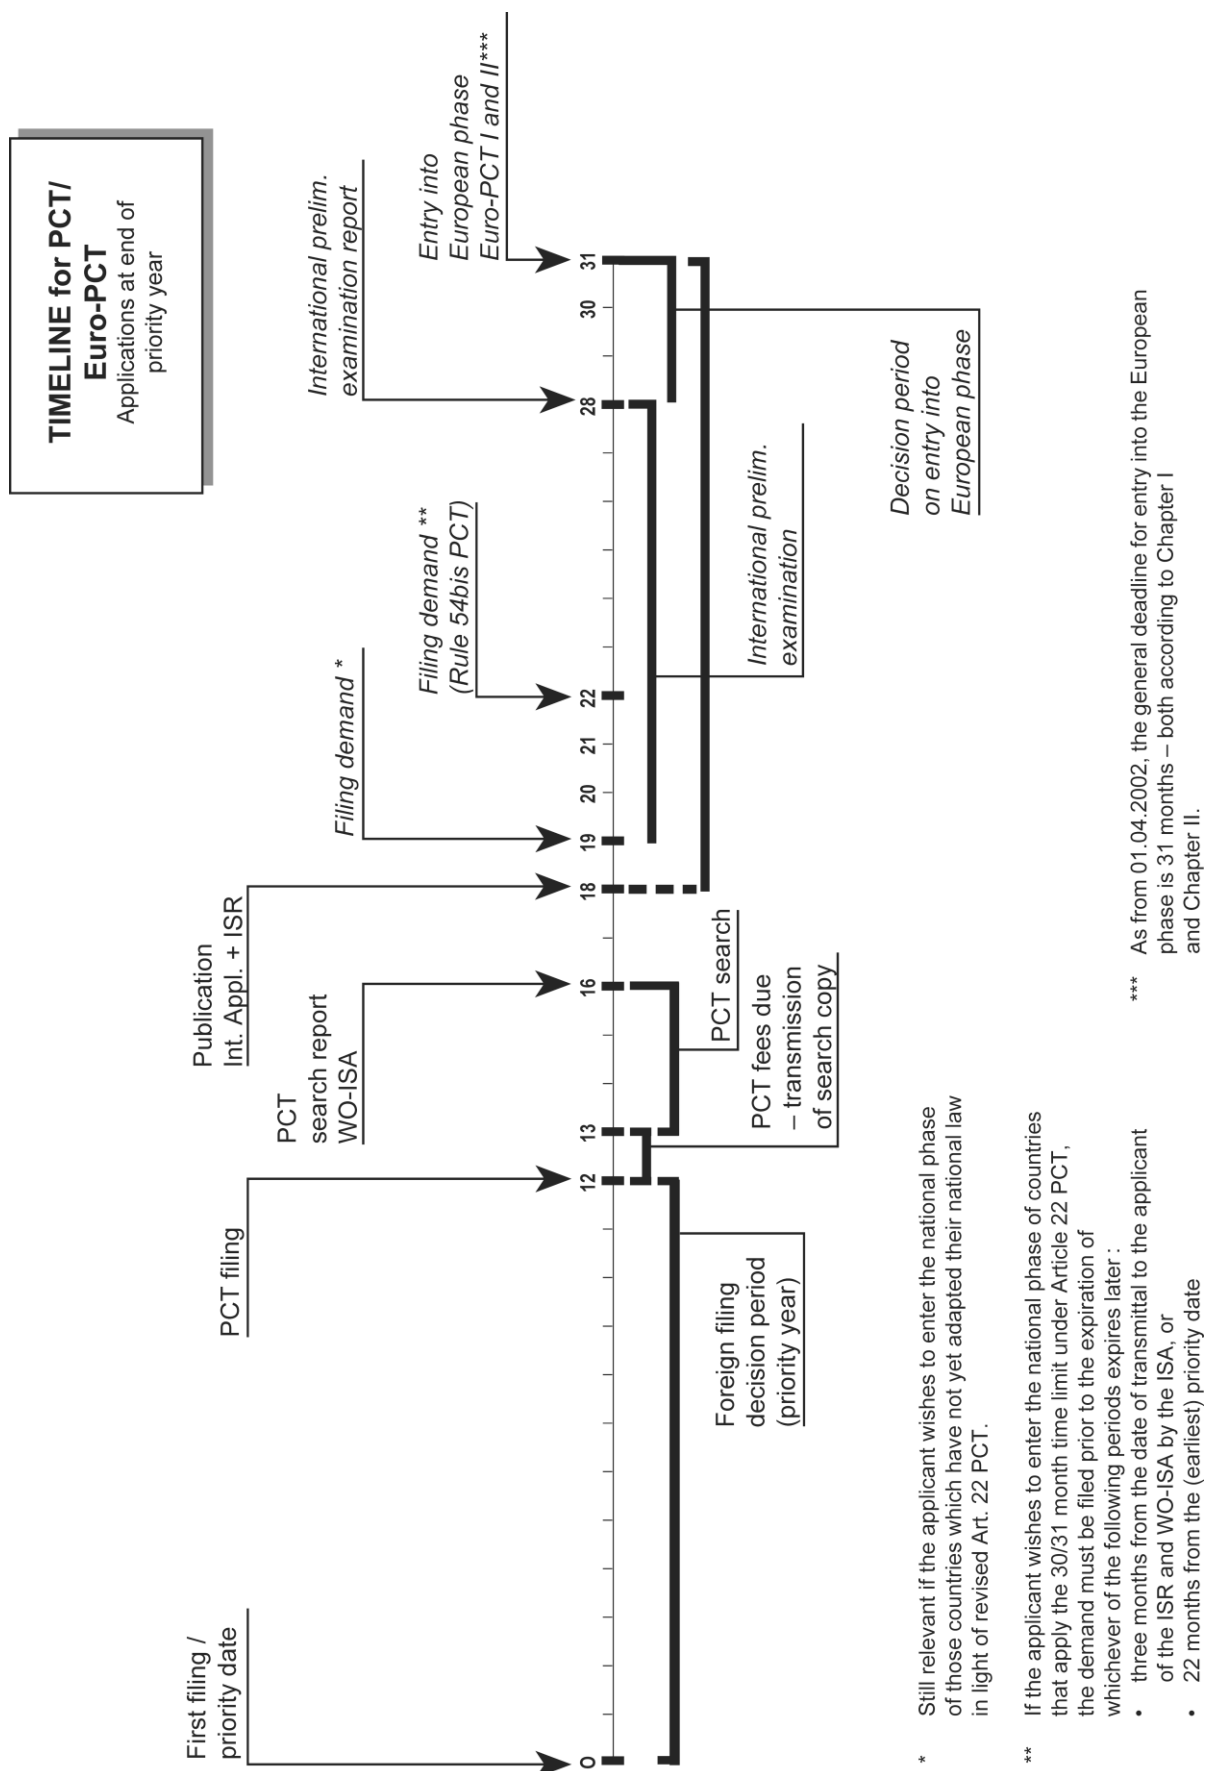 TIMELINE for PCT/
Euro-PCT
Applications at end of
priority year
First filing /
priority date
PCT filing
PCT
search report
WO-ISA
Publication
Int. Appl. + ISR
Filing demand *
Filing demand **
(Rule 54bis PCT)
International prelim.
examination report
Entry into
European phase
Euro-PCT I and II***
0
12
13
16
18
19
20
21
22
28
30
31
Foreign filing
decision period
(priority year)
PCT fees due
– transmission
of search copy
PCT search
International prelim.
examination
Decision period
on entry into
European phase
* Still relevant if the applicant wishes to enter the national phase
of those countries which have not yet adapted their national law
in light of revised Art. 22 PCT.
** If the applicant wishes to enter the national phase of countries
that apply the 30/31 month time limit under Article 22 PCT,
the demand must be filed prior to the expiration of
whichever of the following periods expires later :
• three months from the date of transmittal to the applicant
of the ISR and WO-ISA by the ISA, or
• 22 months from the (earliest) priority date
*** As from 01.04.2002, the general deadline for entry into the European
phase is 31 months – both according to Chapter I
and Chapter II.